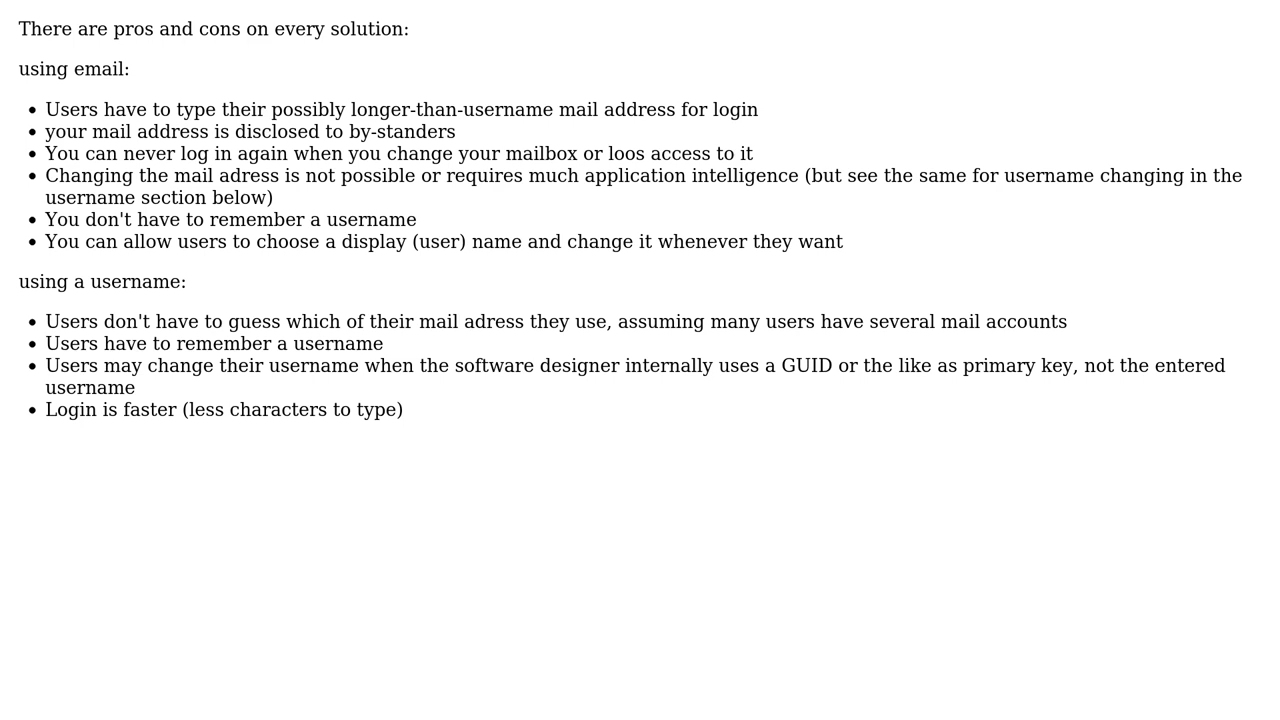 There are pros and cons on every solution:
using email:
• Users have to type their possibly longer-than-username mail address for login
• your mail address is disclosed to by-standers
• You can never log in again when you change your mailbox or loos access to it
• Changing the mail adress is not possible or requires much application intelligence (but see the same for username changing in the
username section below)
• You don't have to remember a username
• You can allow users to choose a display (user) name and change it whenever they want
using a username:
• Users don't have to guess which of their mail adress they use, assuming many users have several mail accounts
• Users have to remember a username
• Users may change their username when the software designer internally uses a GUID or the like as primary key, not the entered
username
• Login is faster (less characters to type)